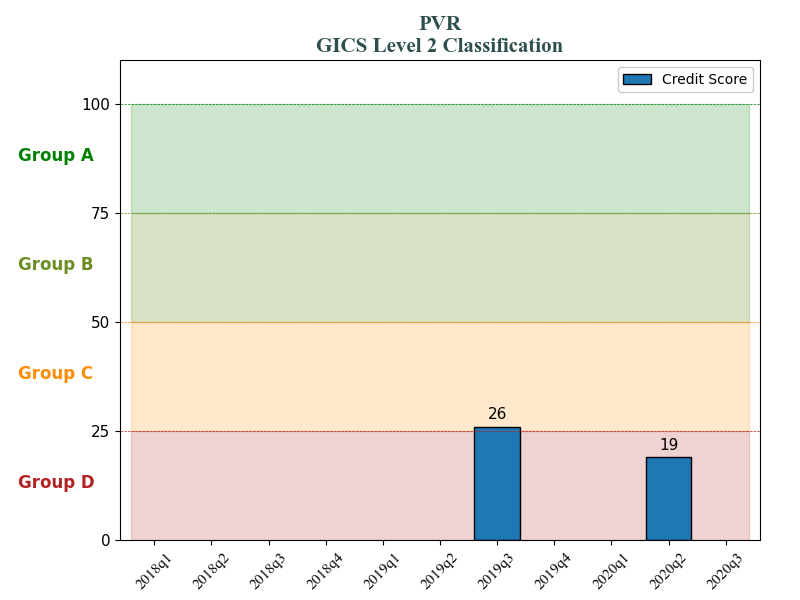 PVR
GICS Level 2 Classification
Credit Score
100
Group A
75
Group B
50
Group C
26
25
19
Group D
0
2018q1 2018q2 2018q3 2018q4 2019q1 2019q2 2019q3 2019q4 2020q1 2020q2 2020q3